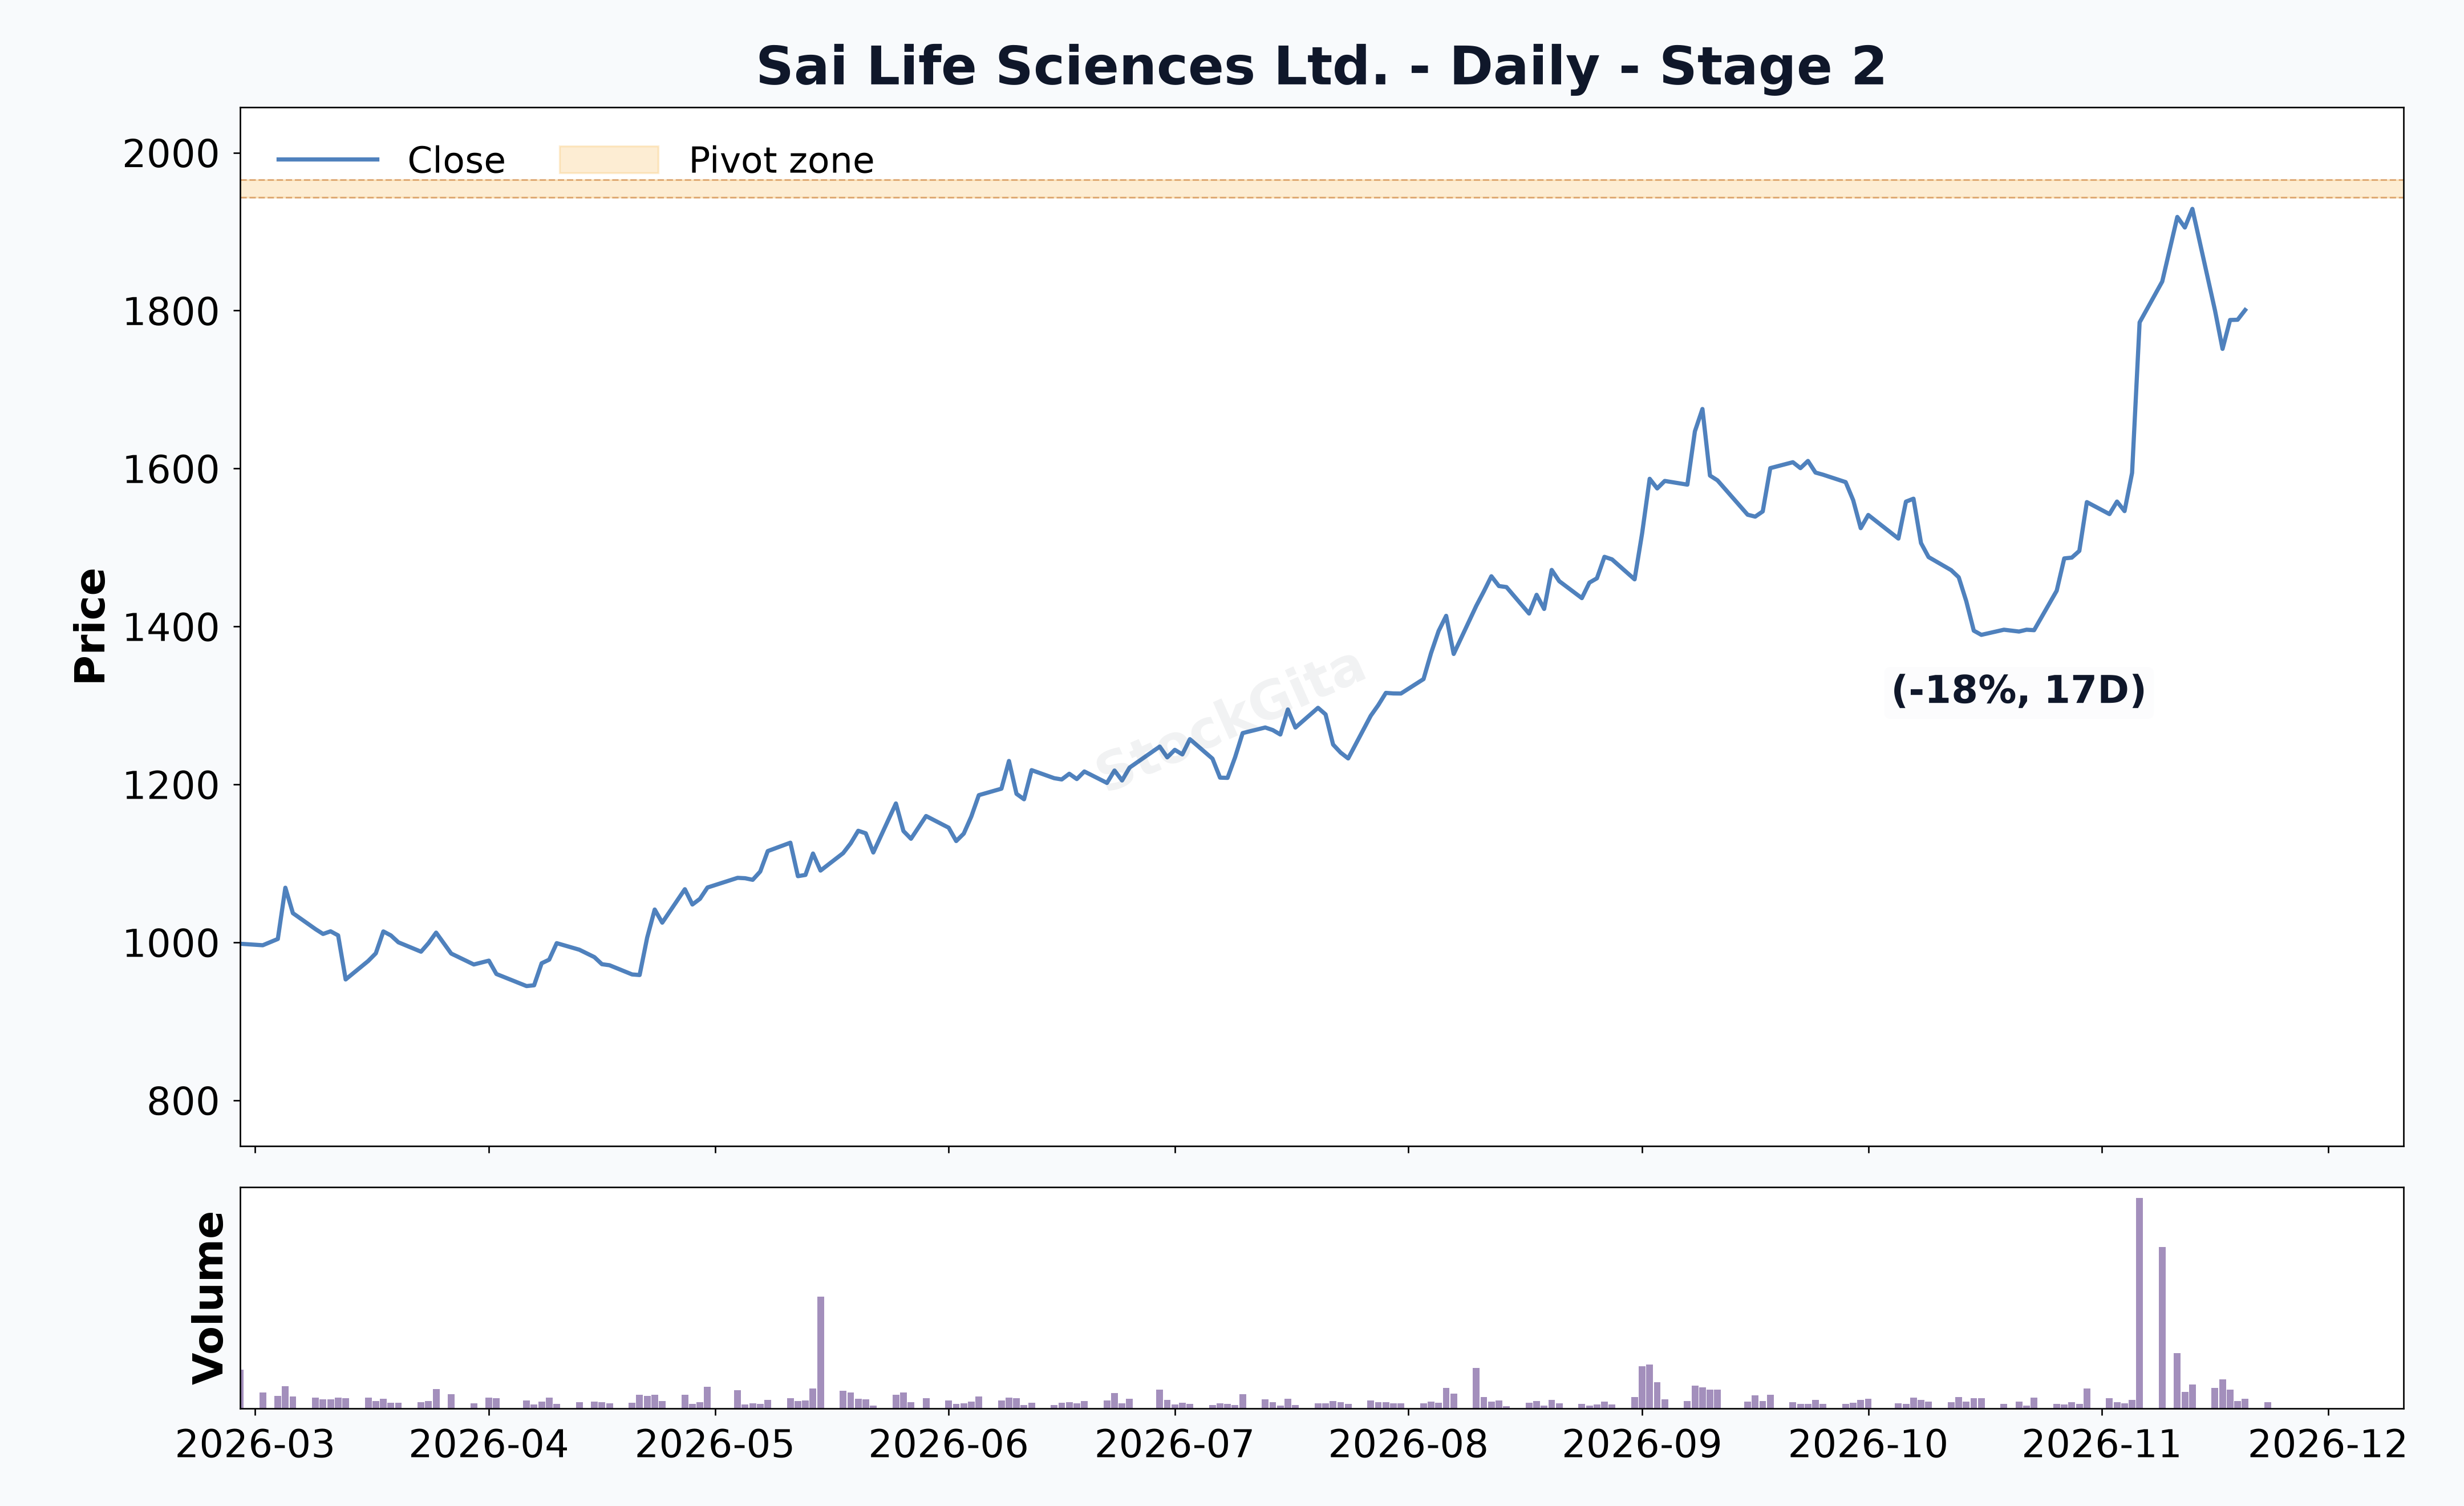 Sai Life Sciences Ltd. - Daily - Stage 2
Close
Pivot zone
Price
2000
1800
1600
1400
1200
1000
800
StockGita
(-18%, 17D)
Volume
2026-03
2026-04
2026-05
2026-06
2026-07
2026-08
2026-09
2026-10
2026-11
2026-12